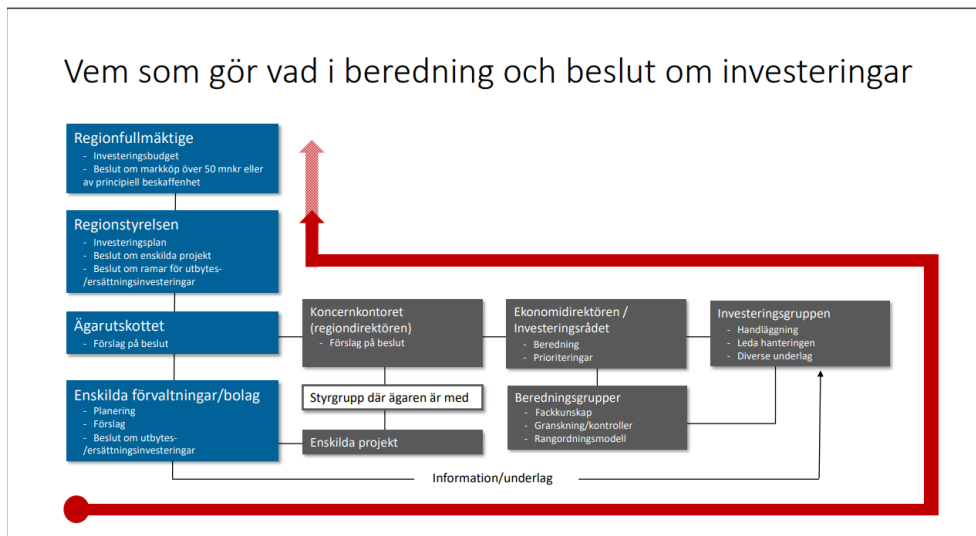 Vem som gör vad i beredning och beslut om investeringar
Regionfullmäktige
- Investeringsbudget
- Beslut om markköp över 50 mnkr eller
av principiell beskaffenhet
Regionstyrelsen
- Investeringsplan
- Beslut om enskilda projekt
- Beslut om ramar för utbytes-
/ersättningsinvesteringar
Ägarutskottet
- Förslag på beslut
Koncernkontoret
(regiondirektören)
- Förslag på beslut
Ekonomidirektören /
Investeringsrådet
- Beredning
- Prioriteringar
Investeringsgruppen
- Handläggning
- Leda hanteringen
- Diverse underlag
Enskilda förvaltningar/bolag
- Planering
- Förslag
- Beslut om utbytes-
/ersättningsinvesteringar
Styrgrupp där ägaren är med
Enskilda projekt
Beredningsgrupper
- Fackkunskap
- Granskning/kontroller
- Rangordningsmodell
Information/underlag